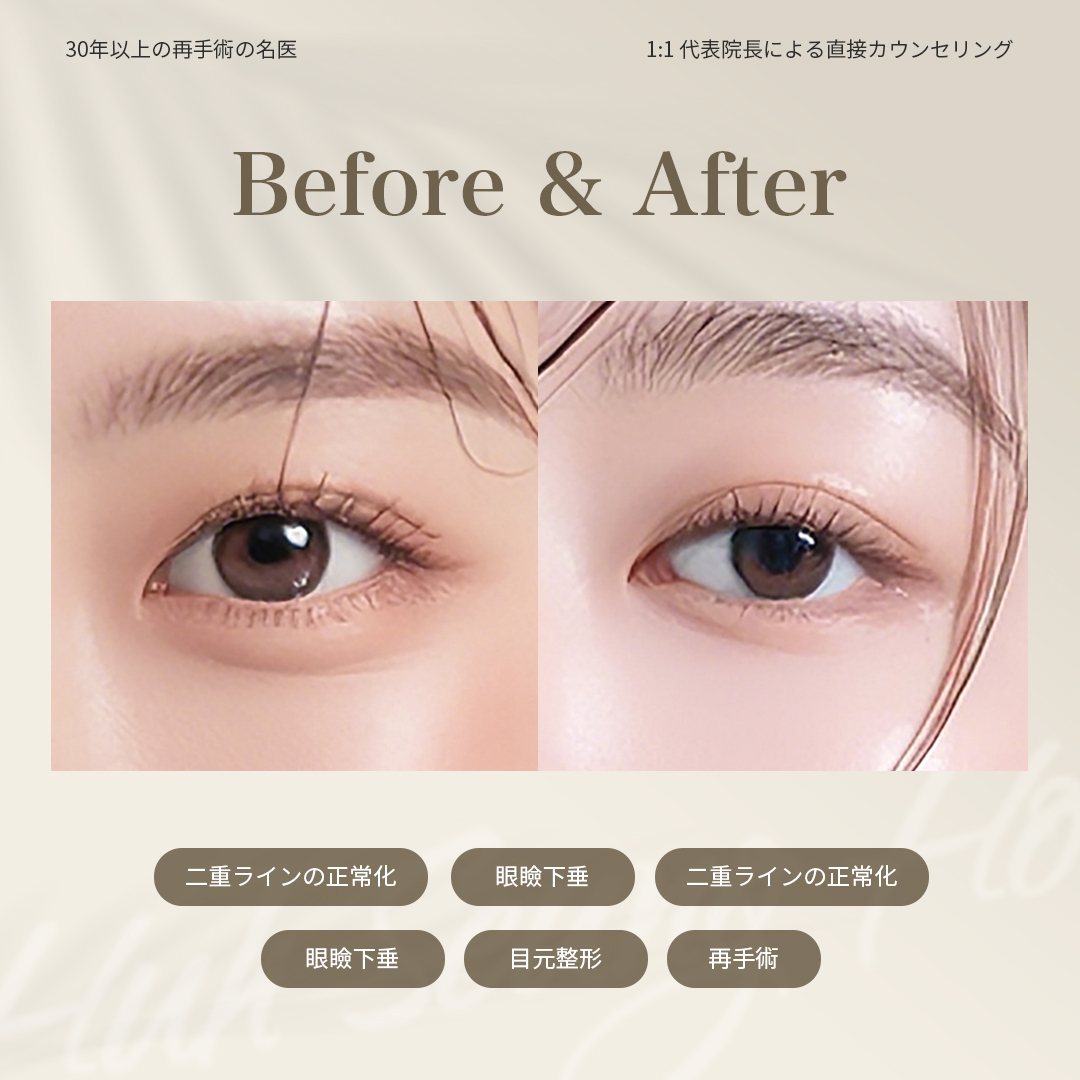 30年以上の再手術の名医
1:1 代表院長による直接カウンセリング
Before & After
二重ラインの正常化
眼瞼下垂
二重ラインの正常化
眼瞼下垂
目元整形
再手術